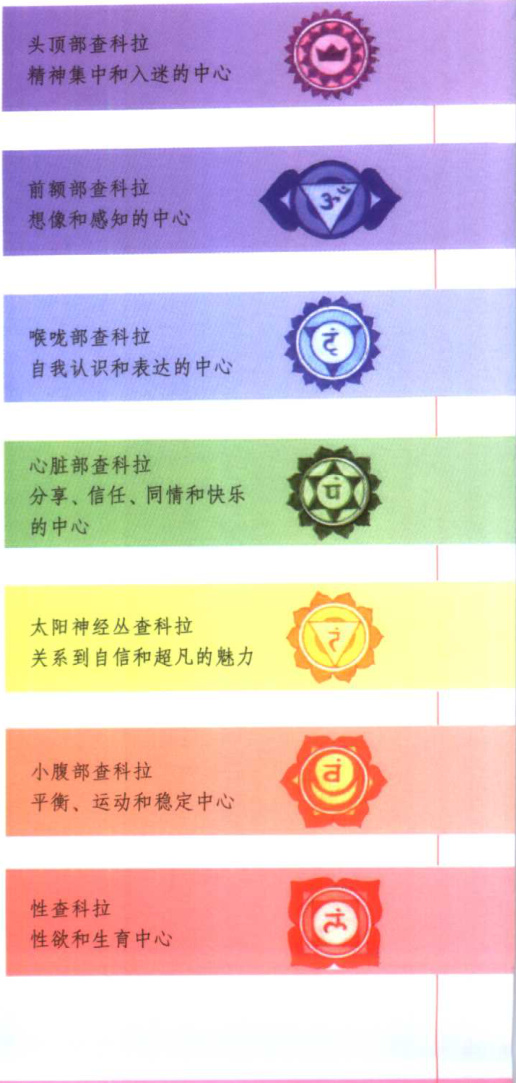 头顶部查科拉
精神集中和入迷的中心
前额部查科拉
想像和感知的中心
ॐ
喉咙部查科拉
自我认识和表达的中心
हं
心脏部查科拉
分享、信任、同情和快乐
的中心
यं
太阳神经丛查科拉
关系到自信和超凡的魅力
रं
小腹部查科拉
平衡、运动和稳定中心
वं
性查科拉
性欲和生育中心
लं